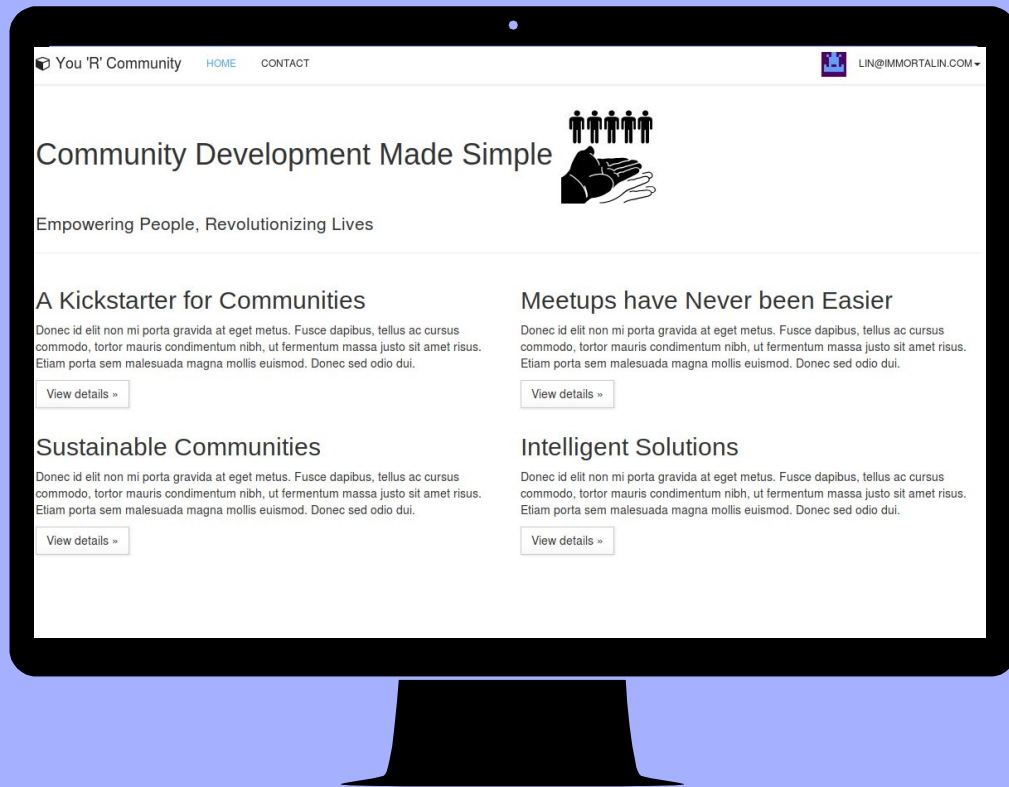 You 'R' Community HOME CONTACT LIN@IMMORTALIN.COM
Community Development Made Simple
Empowering People, Revolutionizing Lives
A Kickstarter for Communities
Donec id elit non mi porta gravida at eget metus. Fusce dapibus, tellus ac cursus
commodo, tortor mauris condimentum nibh, ut fermentum massa justo sit amet risus.
Etiam porta sem malesuada magna mollis euismod. Donec sed odio dui.
View details »
Meetups have Never been Easier
Donec id elit non mi porta gravida at eget metus. Fusce dapibus, tellus ac cursus
commodo, tortor mauris condimentum nibh, ut fermentum massa justo sit amet risus.
Etiam porta sem malesuada magna mollis euismod. Donec sed odio dui.
View details »
Sustainable Communities
Donec id elit non mi porta gravida at eget metus. Fusce dapibus, tellus ac cursus
commodo, tortor mauris condimentum nibh, ut fermentum massa justo sit amet risus.
Etiam porta sem malesuada magna mollis euismod. Donec sed odio dui.
View details »
Intelligent Solutions
Donec id elit non mi porta gravida at eget metus. Fusce dapibus, tellus ac cursus
commodo, tortor mauris condimentum nibh, ut fermentum massa justo sit amet risus.
Etiam porta sem malesuada magna mollis euismod. Donec sed odio dui.
View details »